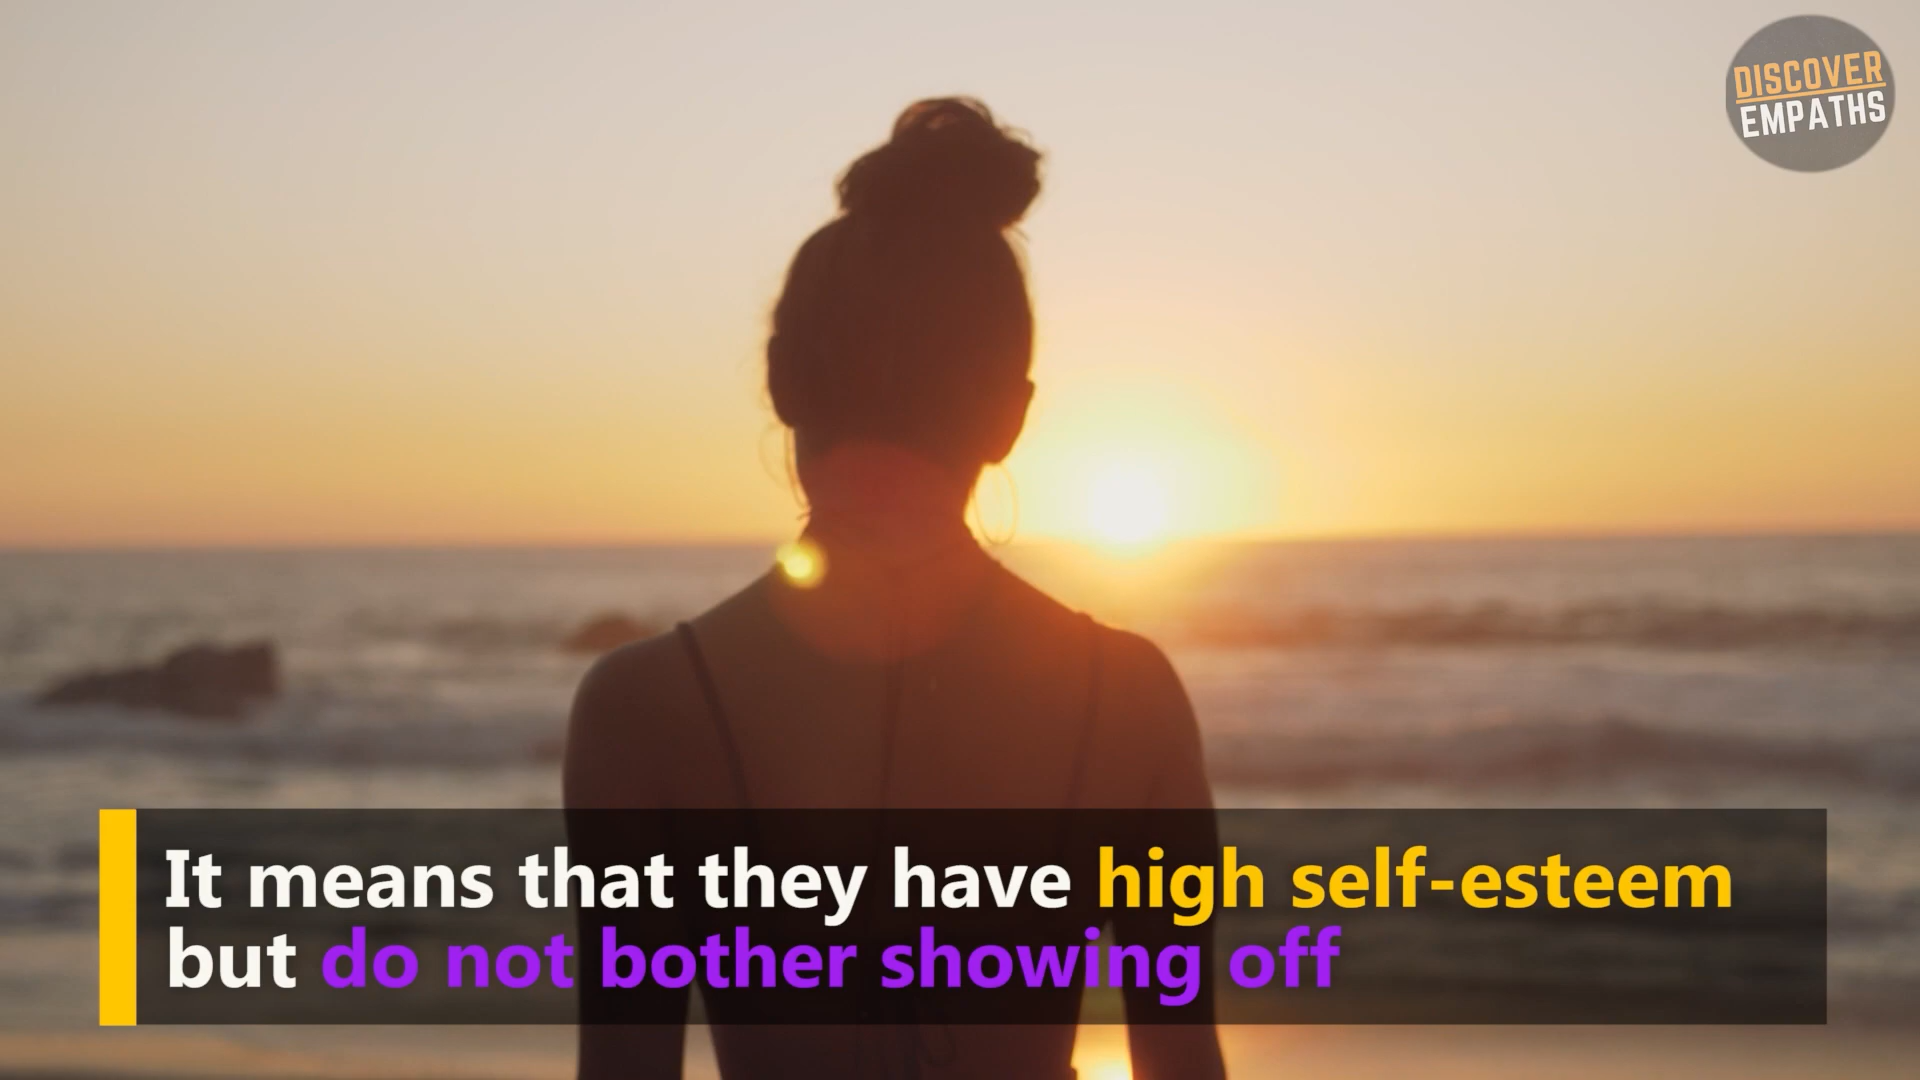 DISCOVER
EMPATHS
It means that they have high self-esteem
but do not bother showing off